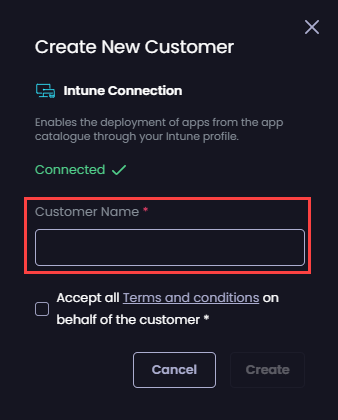 Create New Customer
Intune Connection
Enables the deployment of apps from the app
catalogue through your Intune profile.
Connected
Customer Name *
Accept all Terms and conditions on
behalf of the customer *
Cancel
Create